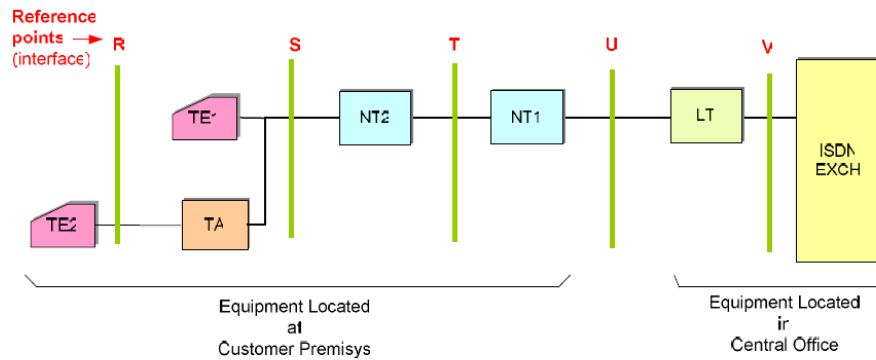 Reference
points
(interface)
R
S
T
U
V
TE1
NT2
NT1
LT
ISDN
EXCH
TE2
TA
Equipment Located
at
Customer Premisys
Equipment Located
in
Central Office